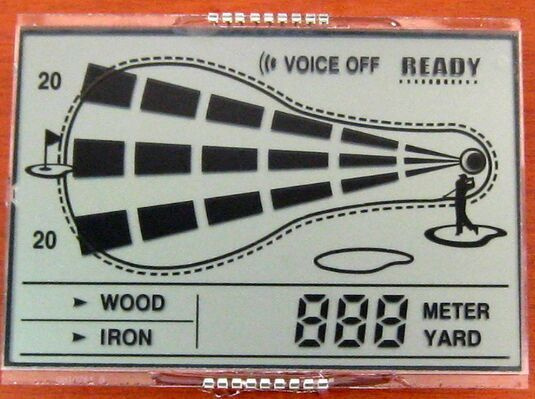 VOICE OFF READY
20
20
WOOD
IRON
888 METER
YARD